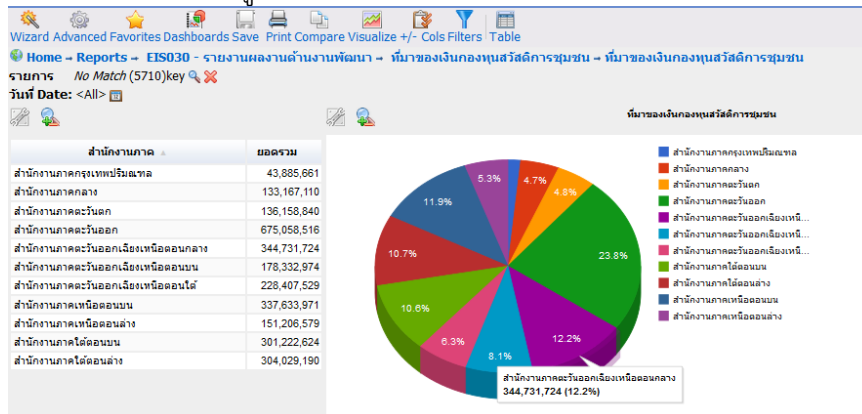 Wizard Advanced Favorites Dashboards Save Print Compare Visualize +/- Cols Filters Table
Home → Reports → EIS030 - รายงานผลงานด้านงานพัฒนา → ที่มาของเงินกองทุนสวัสดิการชุมชน → ที่มาของเงินกองทุนสวัสดิการชุมชน
รายการ No Match (5710)key
วันที่ Date: <All>
ที่มาของเงินกองทุนสวัสดิการชุมชน
สำนักงานภาค ยอดรวม
สำนักงานภาคกรุงเทพปริมณฑล 43,885,661
สำนักงานภาคกลาง 133,167,110
สำนักงานภาคตะวันตก 136,158,840
สำนักงานภาคตะวันออก 675,058,516
สำนักงานภาคตะวันออกเฉียงเหนือตอนกลาง 344,731,724
สำนักงานภาคตะวันออกเฉียงเหนือตอนบน 178,332,974
สำนักงานภาคตะวันออกเฉียงเหนือตอนใต้ 228,407,529
สำนักงานภาคเหนือตอนบน 337,633,971
สำนักงานภาคเหนือตอนล่าง 151,206,579
สำนักงานภาคใต้ตอนบน 301,222,624
สำนักงานภาคใต้ตอนล่าง 304,029,190
5.3%
4.7%
4.8%
11.9%
23.8%
10.7%
10.6%
12.2%
6.3%
8.1%
สำนักงานภาคตะวันออกเฉียงเหนือตอนกลาง
344,731,724 (12.2%)
สำนักงานภาคกรุงเทพปริมณฑล
สำนักงานภาคกลาง
สำนักงานภาคตะวันตก
สำนักงานภาคตะวันออก
สำนักงานภาคตะวันออกเฉียงเหนื...
สำนักงานภาคตะวันออกเฉียงเหนื...
สำนักงานภาคตะวันออกเฉียงเหนื...
สำนักงานภาคใต้ตอนบน
สำนักงานภาคใต้ตอนล่าง
สำนักงานภาคเหนือตอนบน
สำนักงานภาคเหนือตอนล่าง